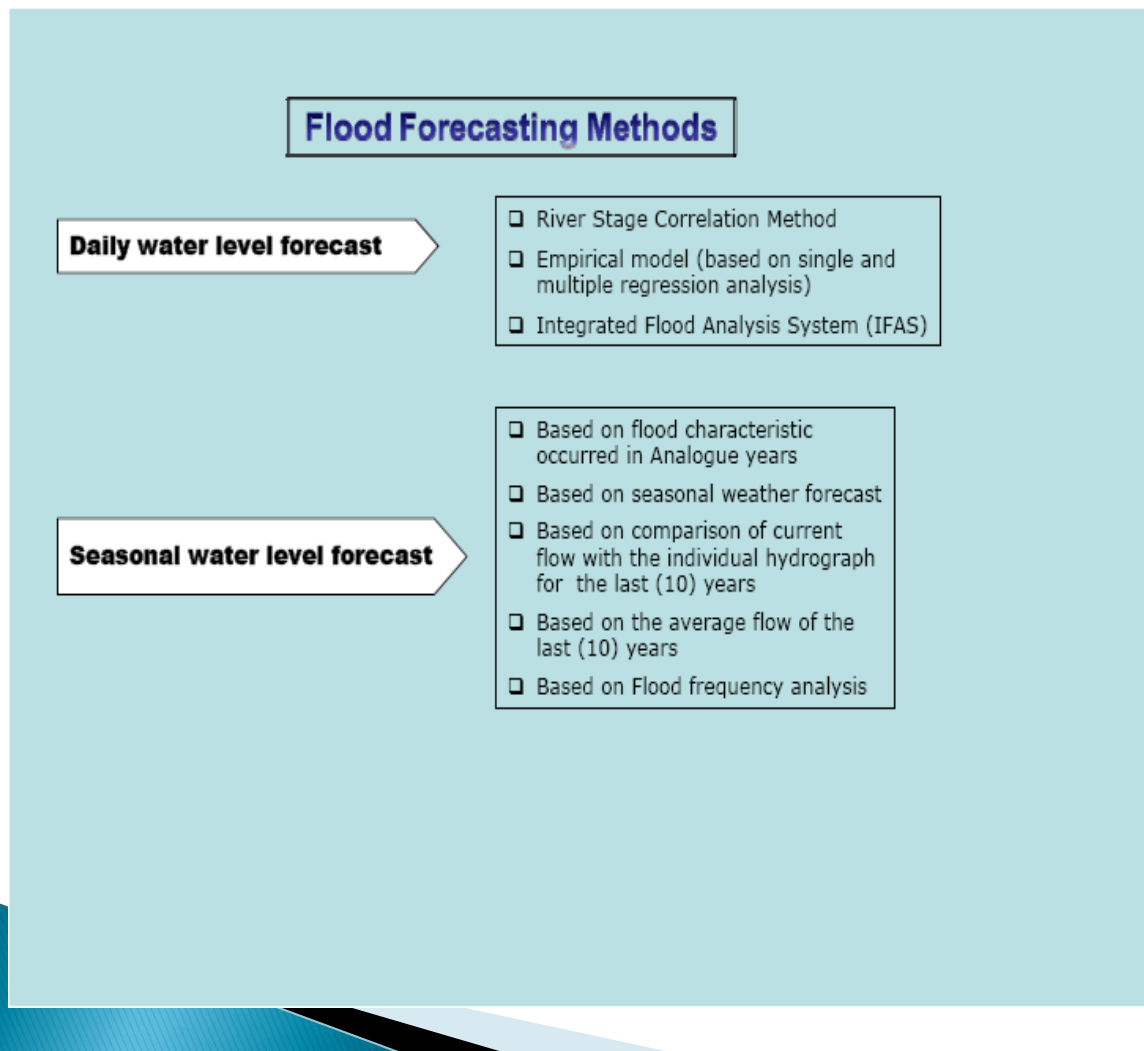 Flood Forecasting Methods
Daily water level forecast
❑ River Stage Correlation Method
❑ Empirical model (based on single and
multiple regression analysis)
❑ Integrated Flood Analysis System (IFAS)
Seasonal water level forecast
❑ Based on flood characteristic
occurred in Analogue years
❑ Based on seasonal weather forecast
❑ Based on comparison of current
flow with the individual hydrograph
for the last (10) years
❑ Based on the average flow of the
last (10) years
❑ Based on Flood frequency analysis